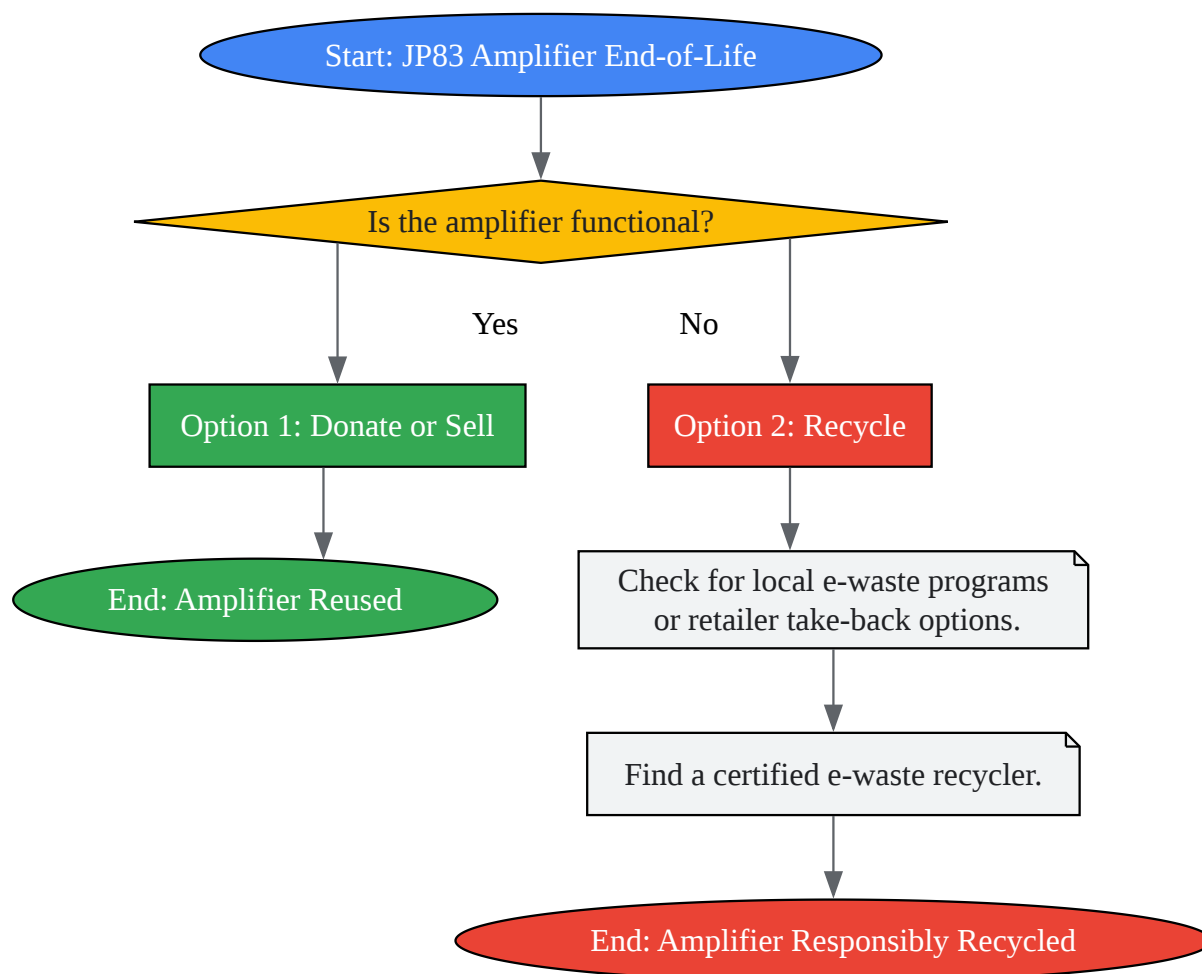 Start: JP83 Amplifier End-of-Life
Is the amplifier functional?
Yes
No
Option 1: Donate or Sell
Option 2: Recycle
End: Amplifier Reused
Check for local e-waste programs
or retailer take-back options.
Find a certified e-waste recycler.
End: Amplifier Responsibly Recycled